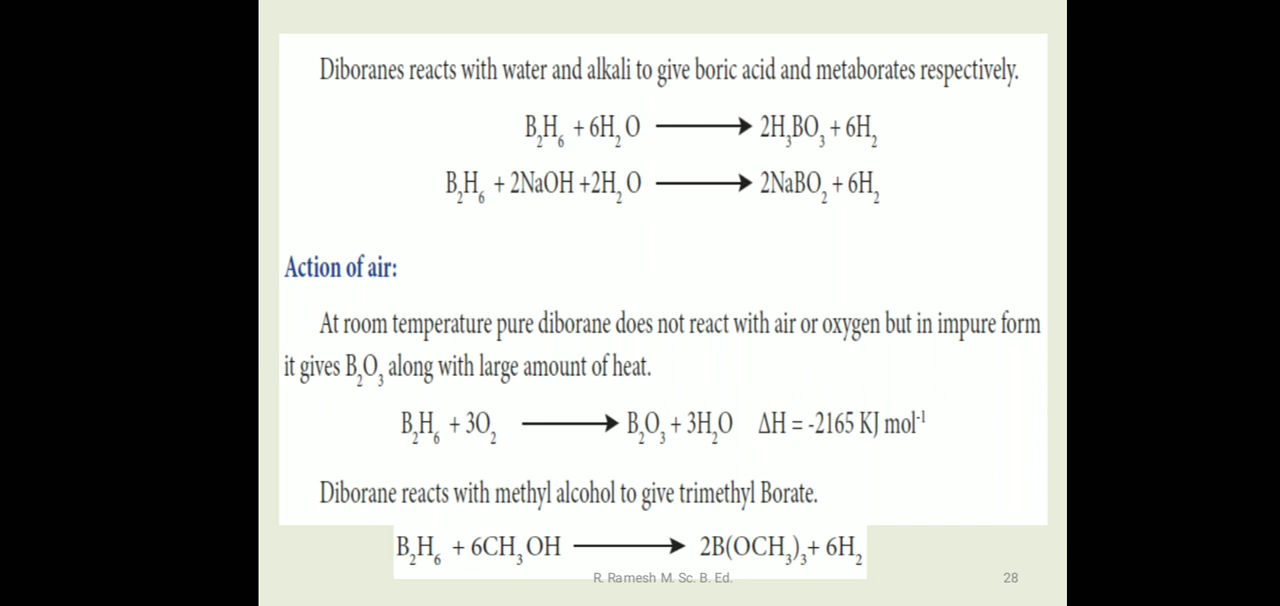 Diboranes reacts with water and alkali to give boric acid and metaborates respectively.
B₂H₆ + 6H₂O ⟶ 2H₃BO₃ + 6H₂
B₂H₆ + 2NaOH +2H₂O ⟶ 2NaBO₂ + 6H₂
Action of air:
At room temperature pure diborane does not react with air or oxygen but in impure form
it gives B₂O₃ along with large amount of heat.
B₂H₆ + 3O₂ ⟶ B₂O₃ + 3H₂O ΔH = -2165 KJ mol⁻¹
Diborane reacts with methyl alcohol to give trimethyl Borate.
B₂H₆ + 6CH₃OH ⟶ 2B(OCH₃)₃+ 6H₂
R. Ramesh M. Sc. B. Ed. 28